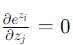 ∂e^{z_i}/∂z_j = 0